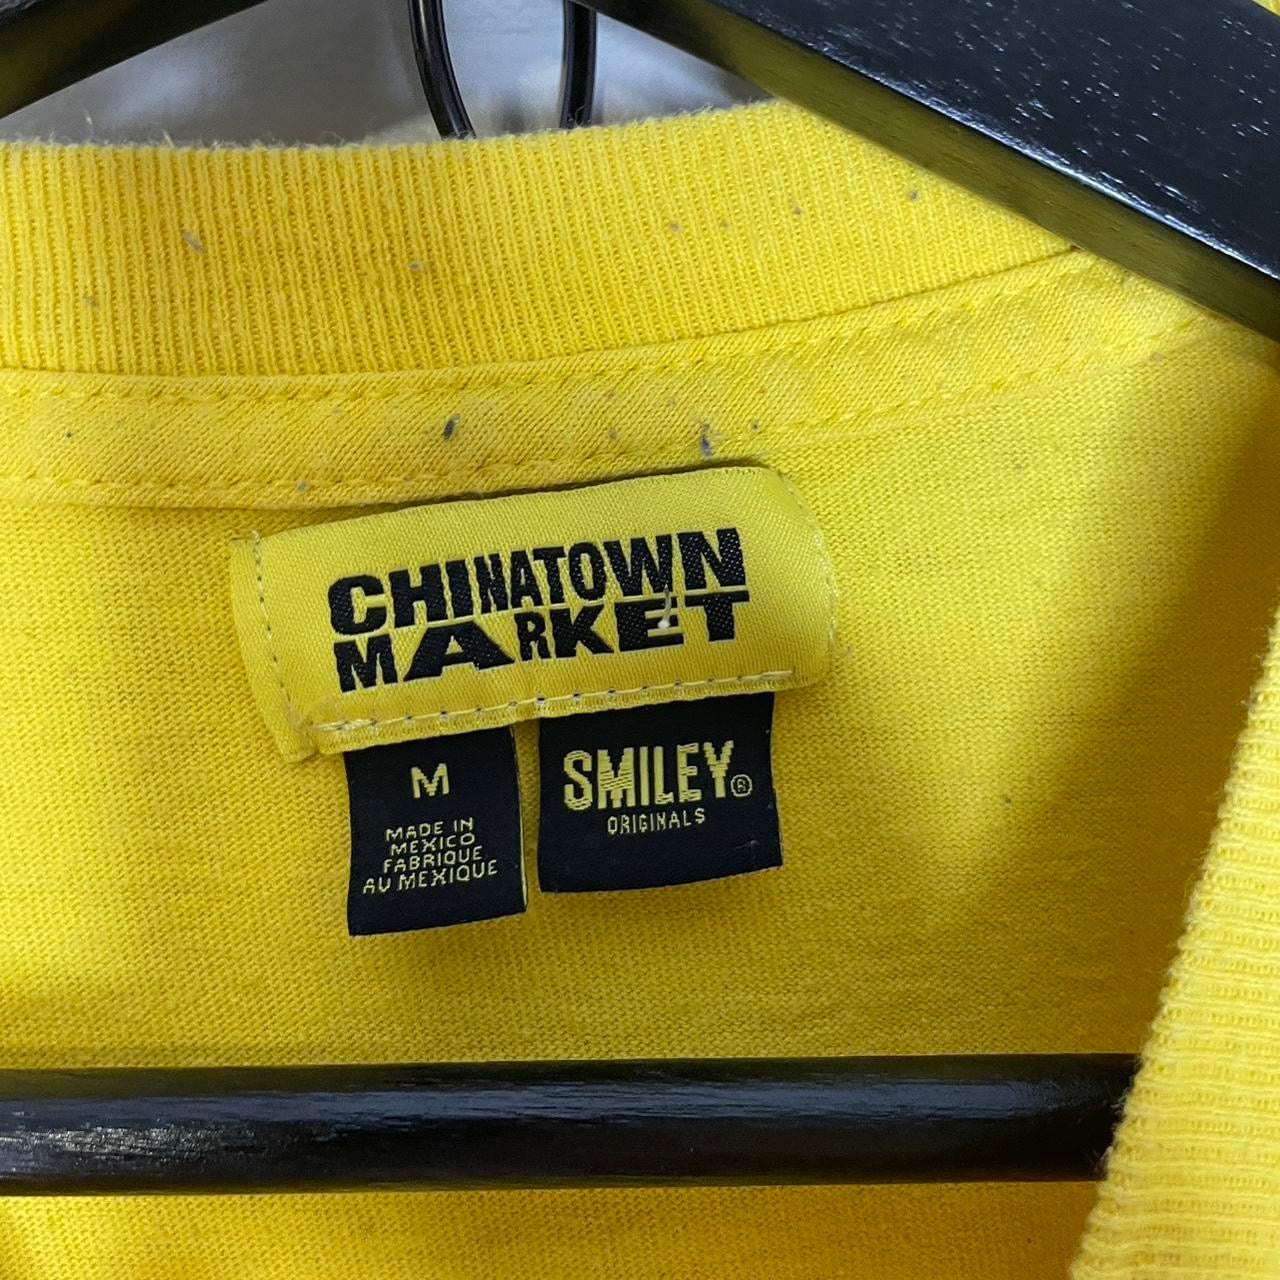 CHINATOWN
MARKET
M
MADE IN
MEXICO
FABRIQUE
AU MEXIQUE
SMILEY®
ORIGINALS